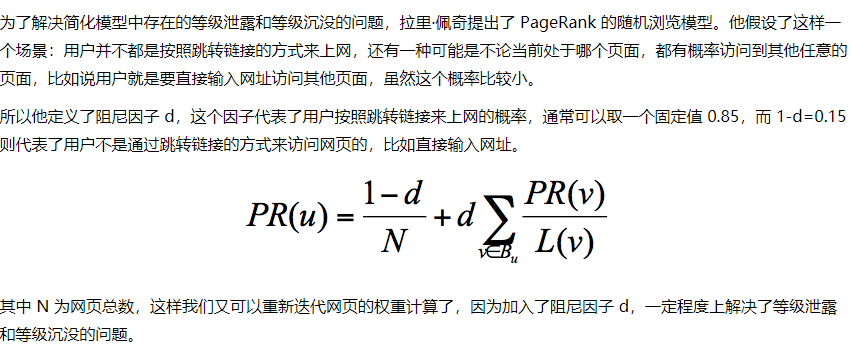 为了解决简化模型中存在的等级泄露和等级沉没的问题，拉里·佩奇提出了 PageRank 的随机浏览模型。他假设了这样一
个场景：用户并不都是按照跳转链接的方式来上网，还有一种可能是不论当前处于哪个页面，都有概率访问到其他任意的
页面，比如说用户就是要直接输入网址访问其他页面，虽然这个概率比较小。
所以他定义了阻尼因子 d，这个因子代表了用户按照跳转链接来上网的概率，通常可以取一个固定值 0.85，而 1-d=0.15
则代表了用户不是通过跳转链接的方式来访问网页的，比如直接输入网址。
PR(u) = (1−d)/N + d ∑_{v∈B_u} PR(v)/L(v)
其中 N 为网页总数，这样我们又可以重新迭代网页的权重计算了，因为加入了阻尼因子 d，一定程度上解决了等级泄露
和等级沉没的问题。